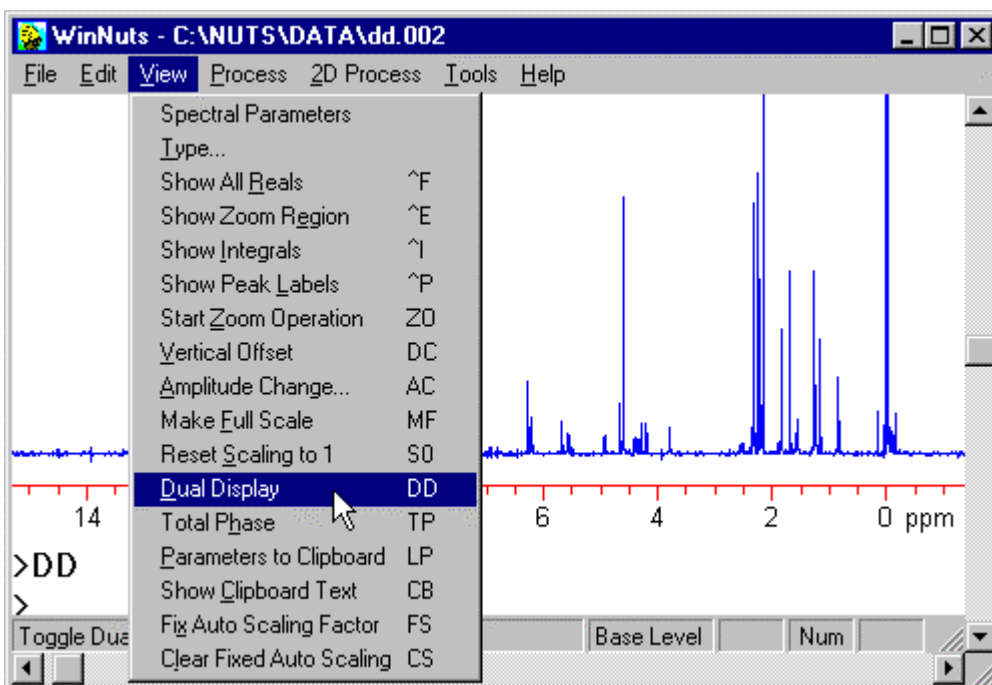 WinNuts - C:\NUTS\DATA\dd.002
File Edit View Process 2D Process Tools Help
Spectral Parameters
Type...
Show All Reals ^F
Show Zoom Region ^E
Show Integrals ^I
Show Peak Labels ^P
Start Zoom Operation ZO
Vertical Offset DC
Amplitude Change... AC
Make Full Scale MF
Reset Scaling to 1 S0
Dual Display DD
Total Phase TP
Parameters to Clipboard LP
Show Clipboard Text CB
Fix Auto Scaling Factor FS
Clear Fixed Auto Scaling CS
14 6 4 2 0 ppm
>DD
>
Toggle Dua Base Level Num